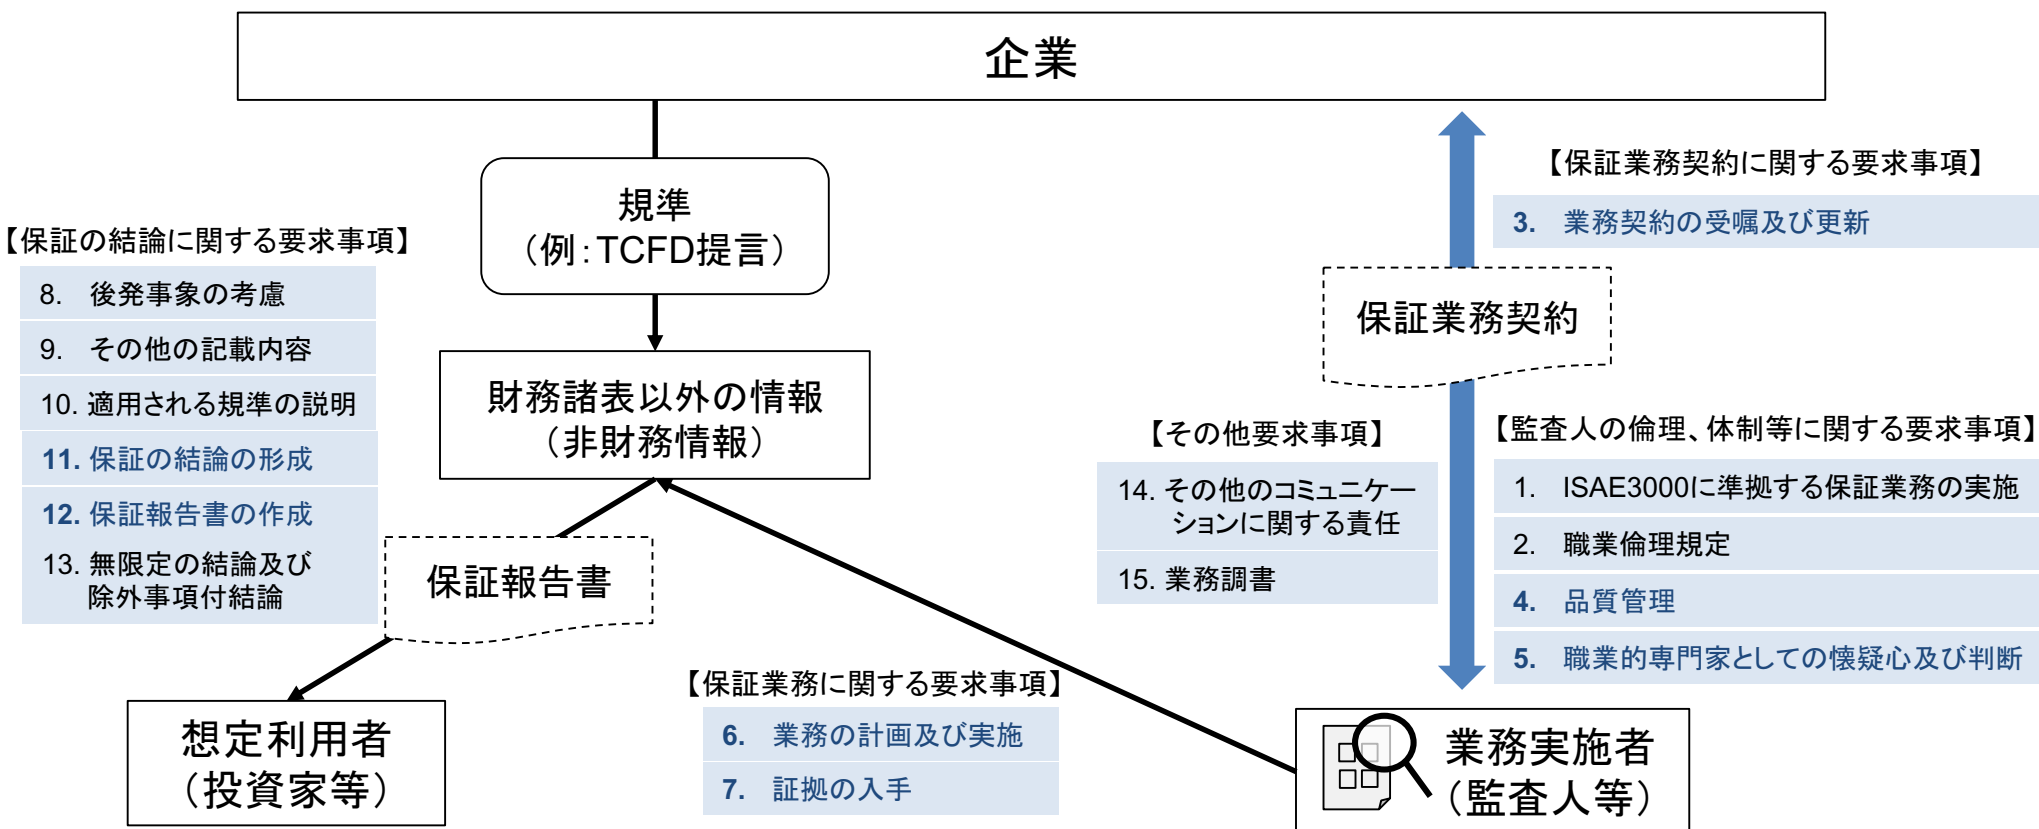 企業
規準
（例：TCFD提言）
【保証業務契約に関する要求事項】
3. 業務契約の受嘱及び更新
【保証の結論に関する要求事項】
8. 後発事象の考慮
9. その他の記載内容
10. 適用される規準の説明
11. 保証の結論の形成
12. 保証報告書の作成
13. 無限定の結論及び
除外事項付結論
財務諸表以外の情報
（非財務情報）
保証業務契約
【その他要求事項】
14. その他のコミュニケー
ションに関する責任
15. 業務調書
【監査人の倫理、体制等に関する要求事項】
1. ISAE3000に準拠する保証業務の実施
2. 職業倫理規定
4. 品質管理
5. 職業的専門家としての懐疑心及び判断
保証報告書
【保証業務に関する要求事項】
6. 業務の計画及び実施
7. 証拠の入手
想定利用者
（投資家等）
業務実施者
（監査人等）